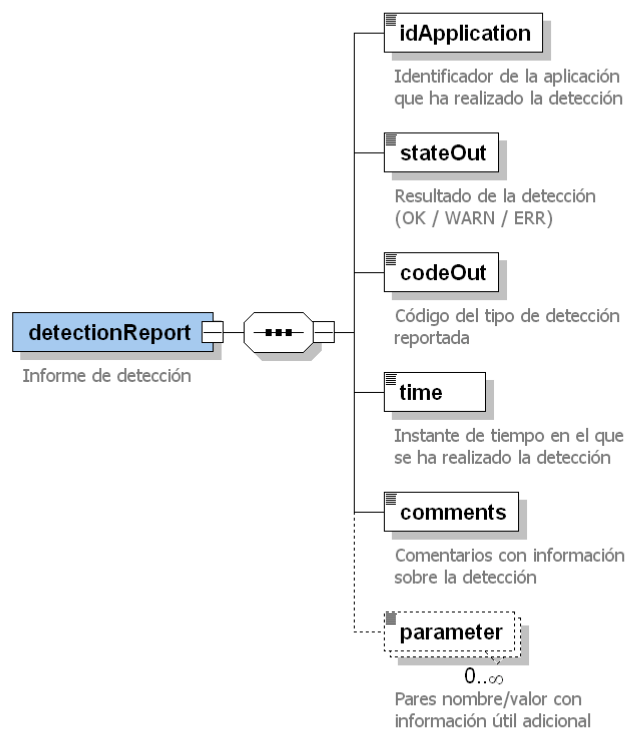 idApplication
Identificador de la aplicación
que ha realizado la detección
stateOut
Resultado de la detección
(OK / WARN / ERR)
codeOut
Código del tipo de detección
reportada
detectionReport
Informe de detección
time
Instante de tiempo en el que
se ha realizado la detección
comments
Comentarios con información
sobre la detección
parameter
0..∞
Pares nombre/valor con
información útil adicional